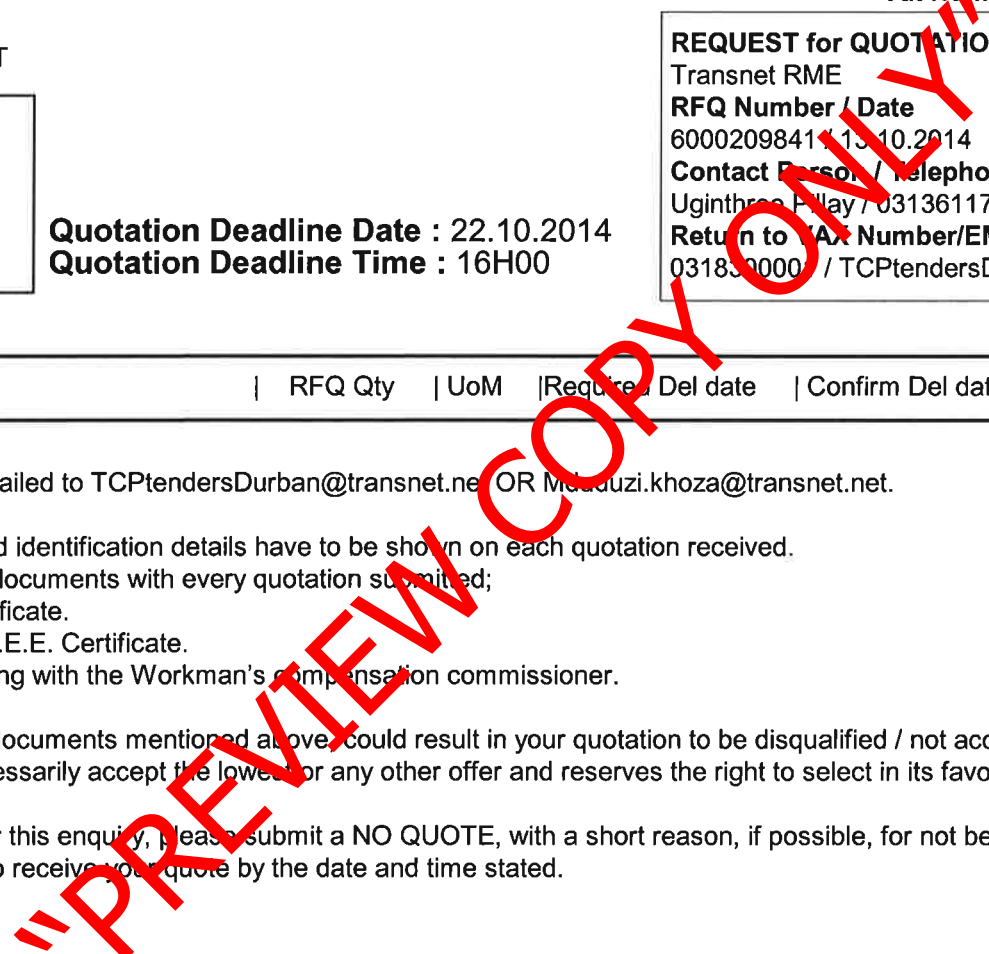 T
REQUEST for QUOTATIO
Transnet RME
RFQ Number / Date
6000209841 / 13.10.2014
Contact Person / Telepho
Pillay / 03136117
Return to FAX Number/EM
/ TCPtendersD
Quotation Deadline Date : 22.10.2014
Quotation Deadline Time : 16H00
| RFQ Qty | UoM |Required Del date | Confirm Del dat
ailed to TCPtendersDurban@transnet.net OR Mduduzi.khoza@transnet.net.
d identification details have to be shown on each quotation received.
documents with every quotation submitted;
ficate.
.E.E. Certificate.
ng with the Workman's compensation commissioner.
documents mentioned above, could result in your quotation to be disqualified / not acc
essarily accept the lowest or any other offer and reserves the right to select in its favo
r this enquiry, please submit a NO QUOTE, with a short reason, if possible, for not be
o receive your quote by the date and time stated.
"PREVIEW COPY ONLY"